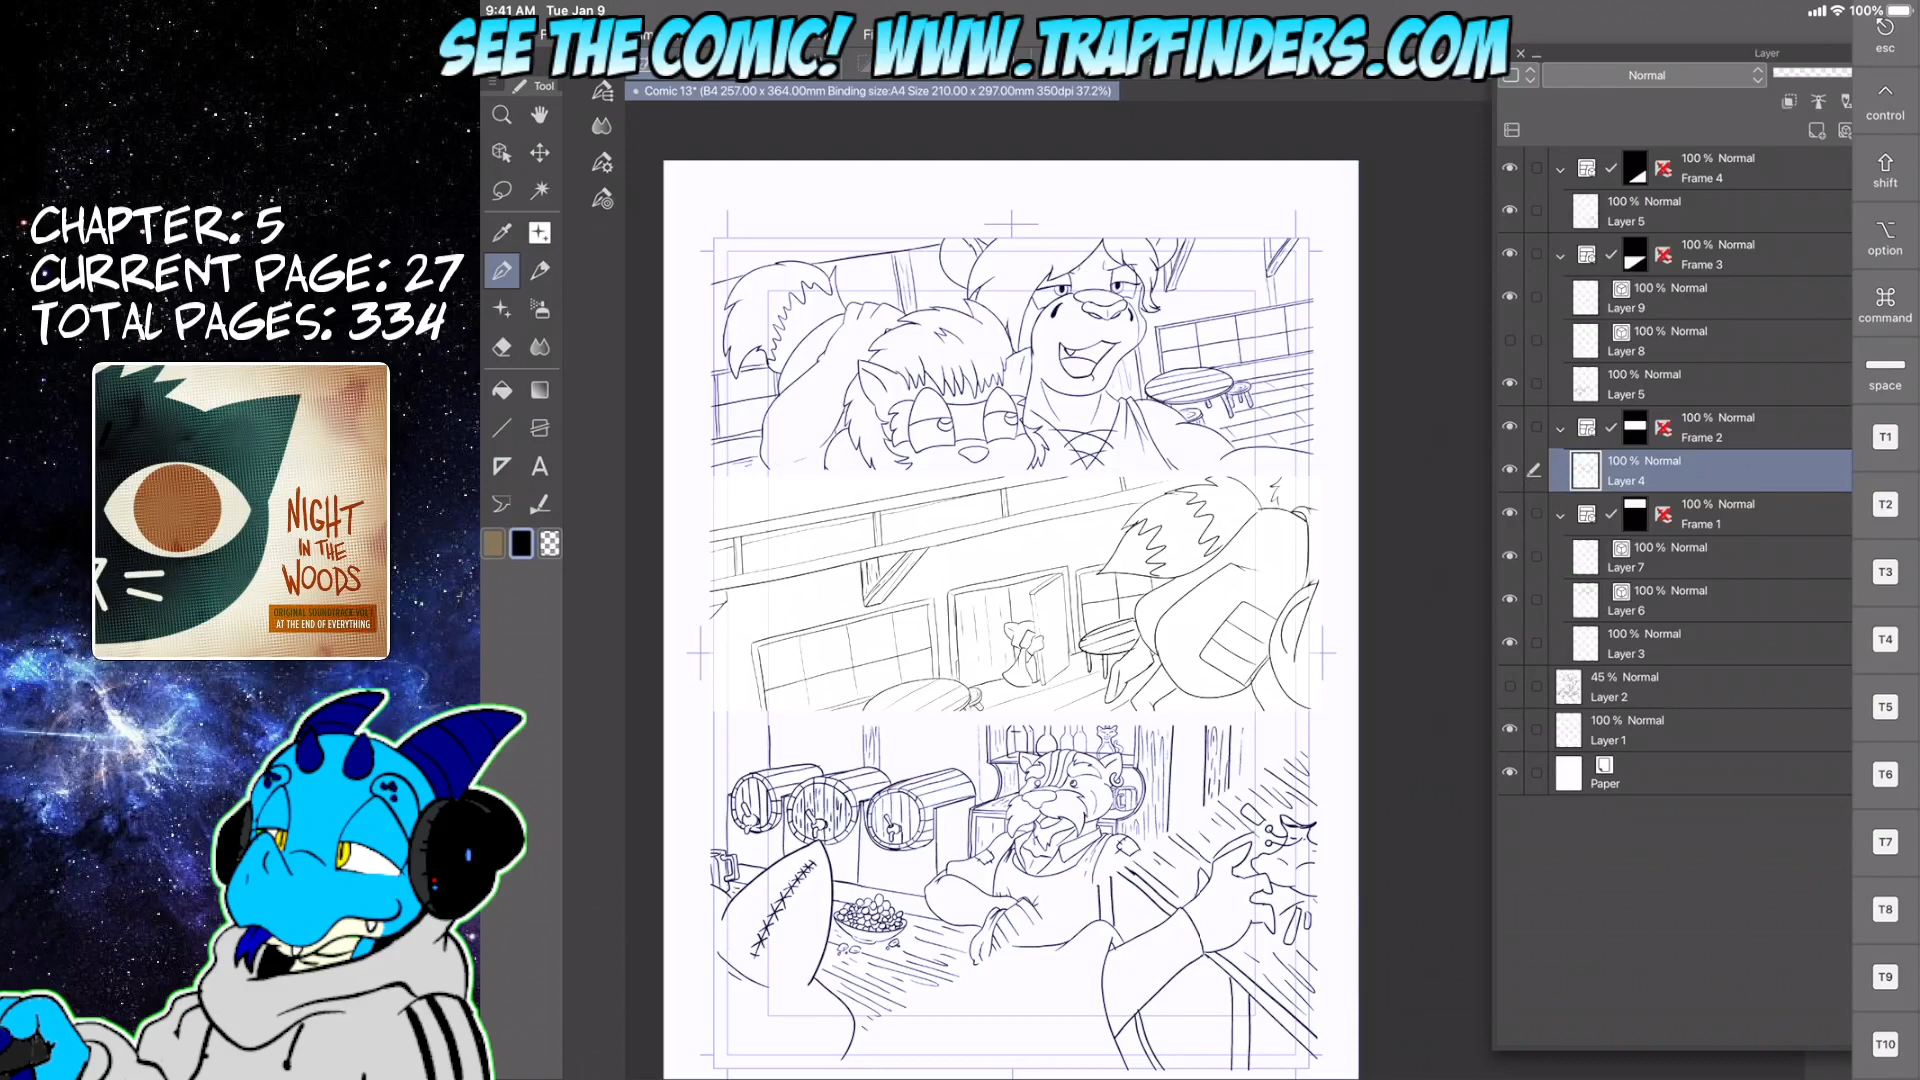 9:41 AM Tue Jan 9
100%
SEE THE COMIC! WWW.TRAPFINDERS.COM
Tool
Comic 13* (B4 257.00 x 364.00mm Binding size:A4 Size 210.00 x 297.00mm 350dpi 37.2%)
CHAPTER: 5
CURRENT PAGE: 27
TOTAL PAGES: 334
NIGHT
IN THE
WOODS
ORIGINAL SOUNDTRACK VOL 1
AT THE END OF EVERYTHING
Layer
Normal
100 % Normal
Frame 4
100 % Normal
Layer 5
100 % Normal
Frame 3
100 % Normal
Layer 9
100 % Normal
Layer 8
100 % Normal
Layer 5
100 % Normal
Frame 2
100 % Normal
Layer 4
100 % Normal
Frame 1
100 % Normal
Layer 7
100 % Normal
Layer 6
100 % Normal
Layer 3
45 % Normal
Layer 2
100 % Normal
Layer 1
Paper
esc
control
shift
option
command
space
T1
T2
T3
T4
T5
T6
T7
T8
T9
T10